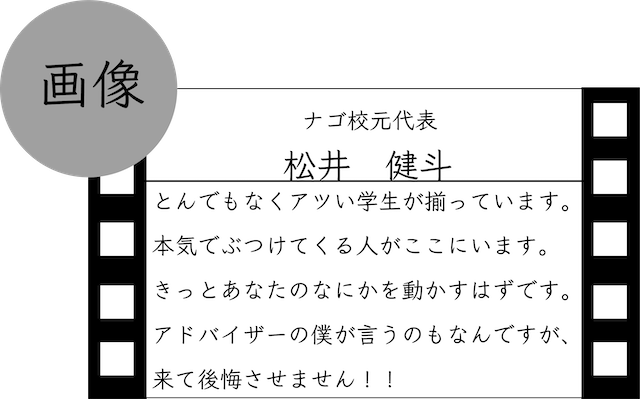 画像
ナゴ校元代表
松井　健斗
とんでもなくアツい学生が揃っています。
本気でぶつけてくる人がここにいます。
きっとあなたのなにかを動かすはずです。
アドバイザーの僕が言うのもなんですが、
来て後悔させません！！